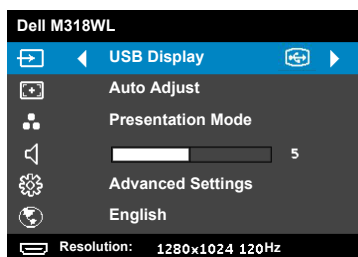 Dell M318WL
USB Display
Auto Adjust
Presentation Mode
5
Advanced Settings
English
Resolution: 1280x1024 120Hz